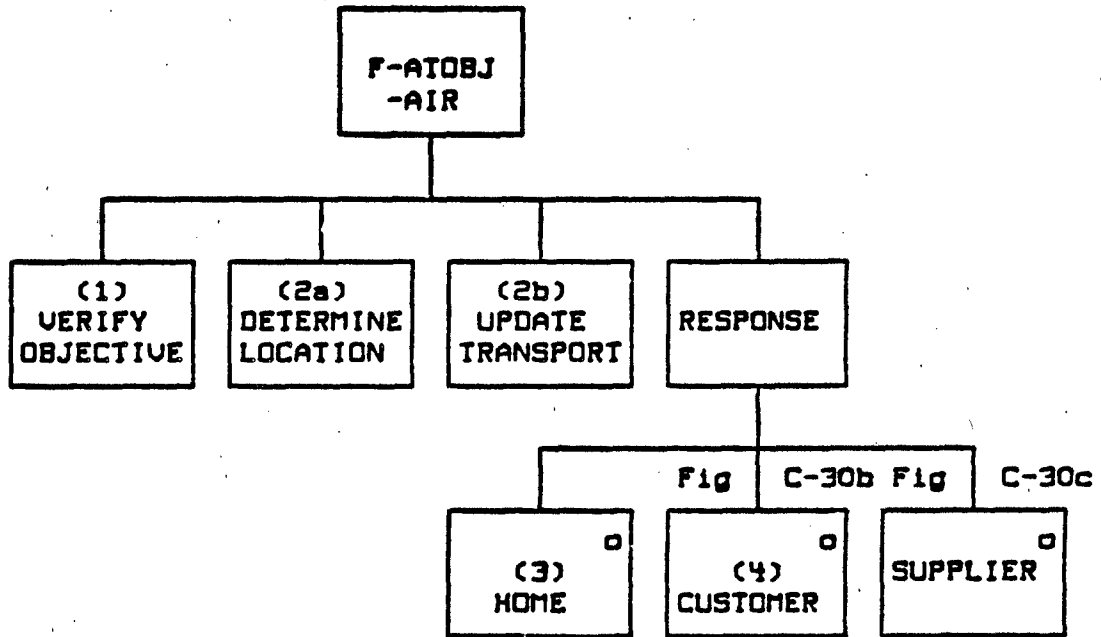 F-ATOBJ
-AIR
(1)
VERIFY
OBJECTIVE
(2a)
DETERMINE
LOCATION
(2b)
UPDATE
TRANSPORT
RESPONSE
Fig C-30b
Fig C-30c
o
(3)
HOME
o
(4)
CUSTOMER
o
SUPPLIER